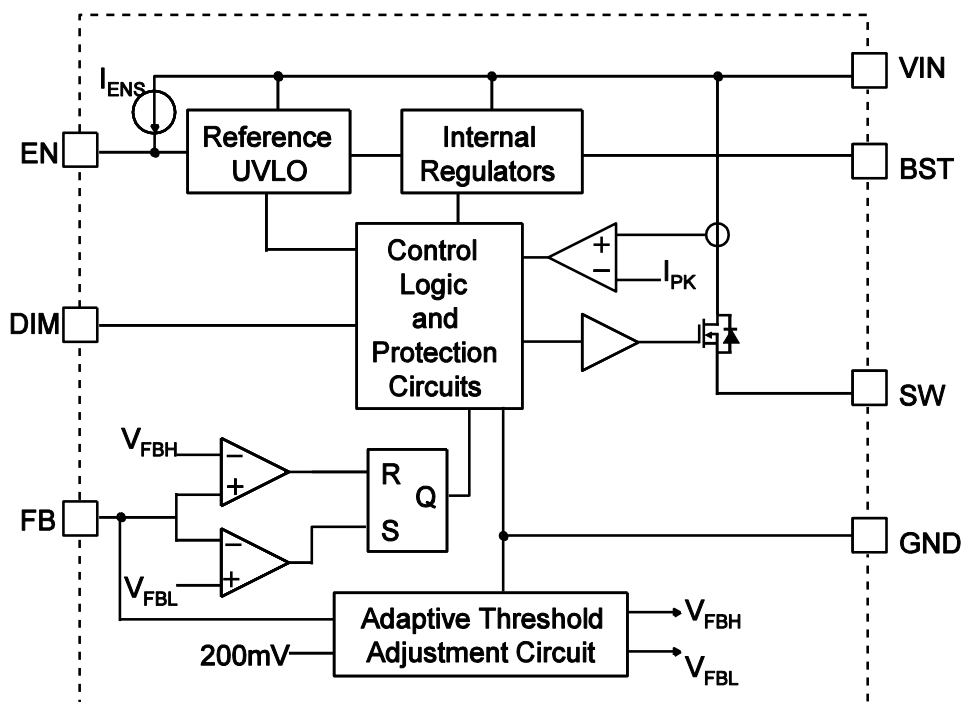 VIN
I_ENS
EN
Reference
UVLO
Internal
Regulators
BST
Control
Logic
and
Protection
Circuits
+
−
I_PK
DIM
SW
V_FBH
−
+
R
Q
S
FB
−
+
V_FBL
GND
Adaptive Threshold
Adjustment Circuit
200mV
V_FBH
V_FBL